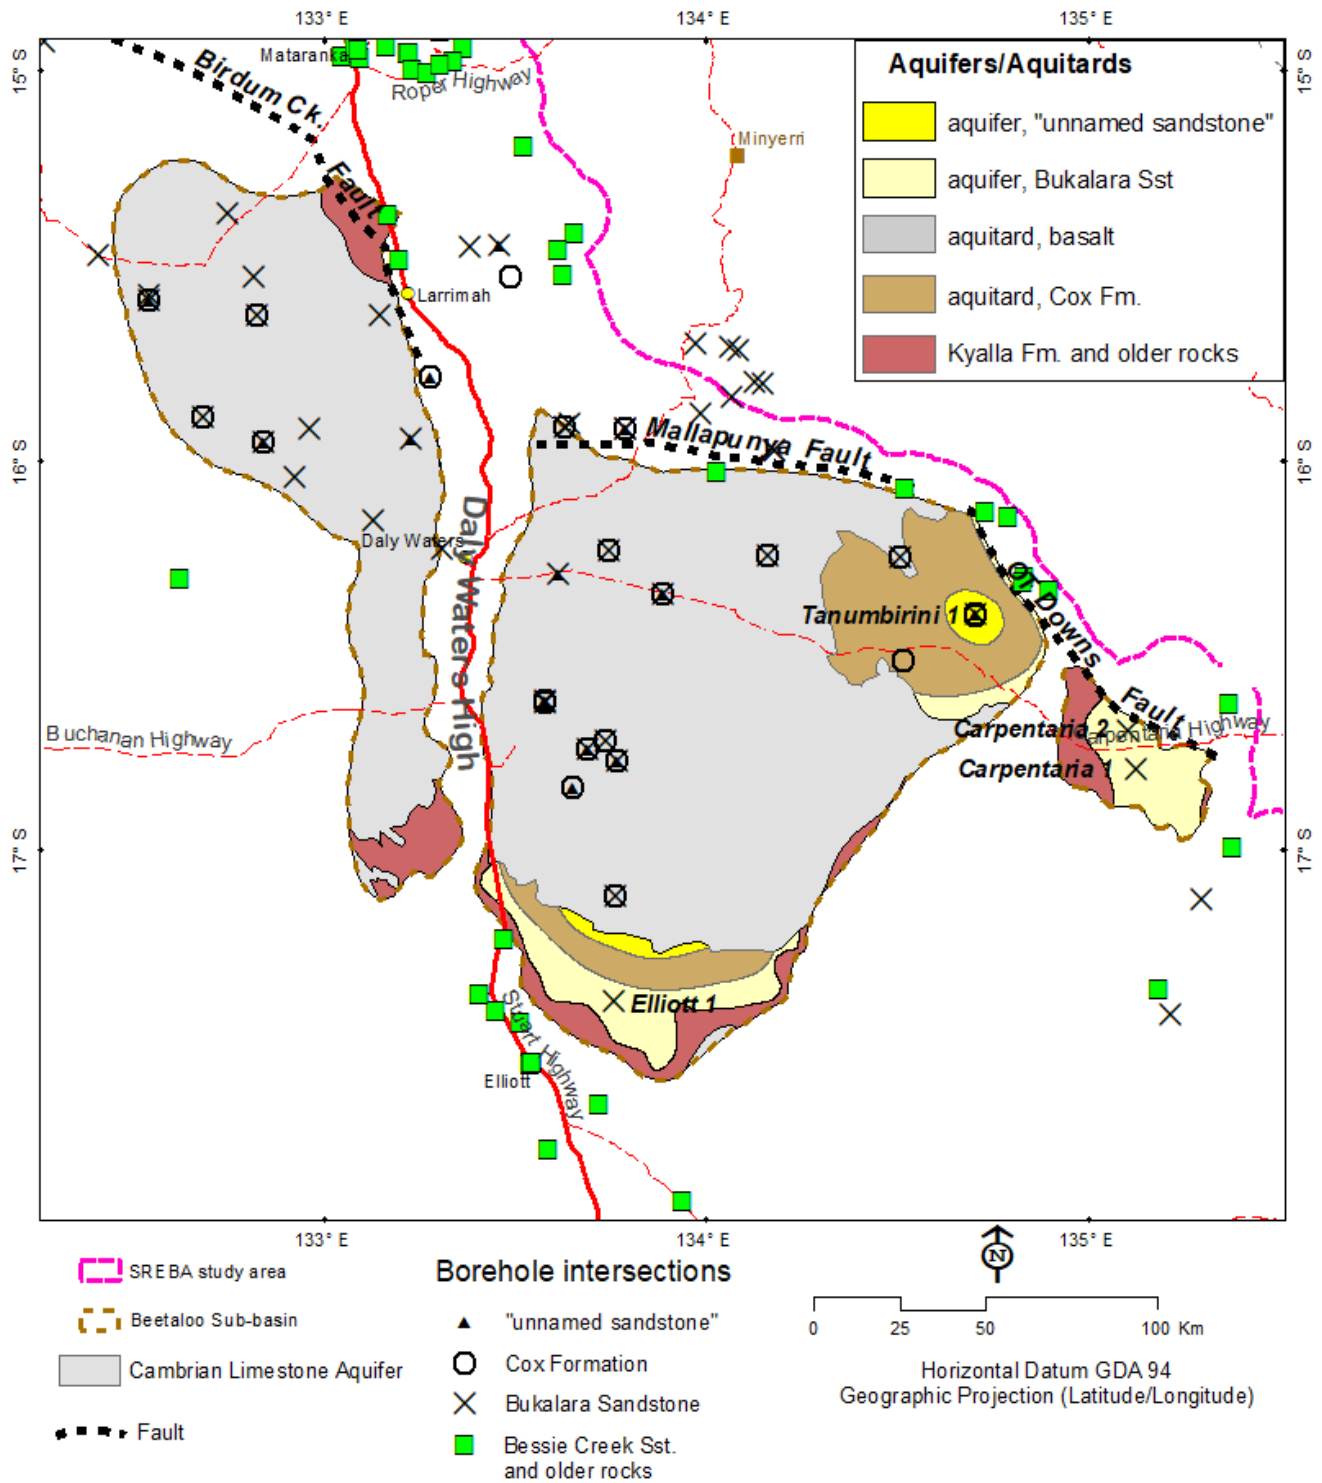 133° E
134° E
135° E
15° S
15° S
Mataranka
Birdum Ck.
Roper Highway
Aquifers/Aquitards
aquifer, "unnamed sandstone"
Minyerri
aquifer, Bukalara Sst
Fault
aquitard, basalt
Larrimah
aquitard, Cox Fm.
Kyalla Fm. and older rocks
Mallapunya Fault
16° S
16° S
Daly Waters
Daly Waters High
OT Downs
Fault
Tanumbirini 1
Buchanan Highway
Carpentaria 2
Carpentaria Highway
Carpentaria 1
17° S
17° S
Elliott 1
Stuart Highway
Elliott
133° E
134° E
135° E
N
SREBA study area
Beetaloo Sub-basin
Cambrian Limestone Aquifer
Fault
Borehole intersections
"unnamed sandstone"
Cox Formation
Bukalara Sandstone
Bessie Creek Sst.
and older rocks
0 25 50 100 Km
Horizontal Datum GDA 94
Geographic Projection (Latitude/Longitude)